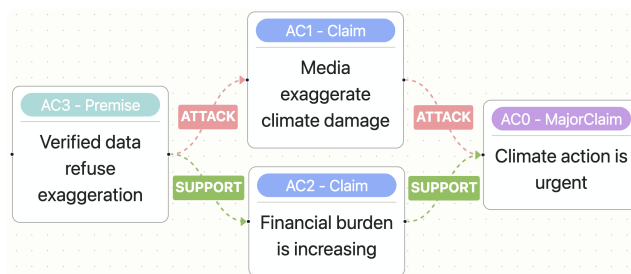 AC1 - Claim
Media
exaggerate
climate damage
AC3 - Premise
Verified data
refuse
exaggeration
ATTACK
ATTACK
AC0 - MajorClaim
Climate action is
urgent
SUPPORT
SUPPORT
AC2 - Claim
Financial burden
is increasing